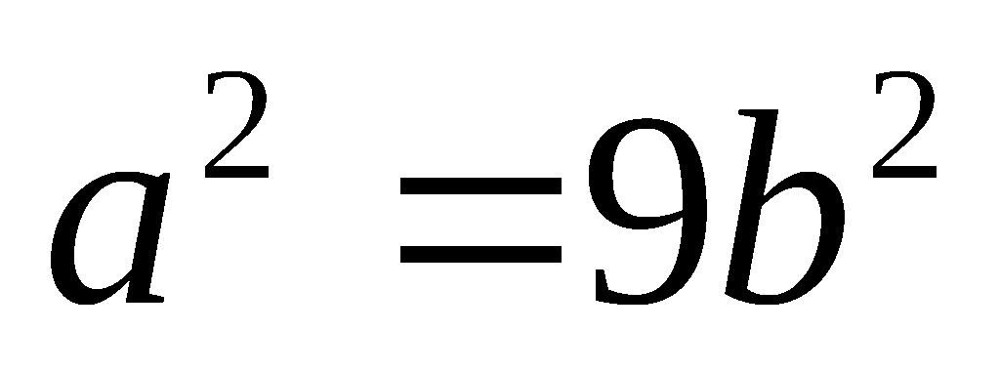 a² = 9b²